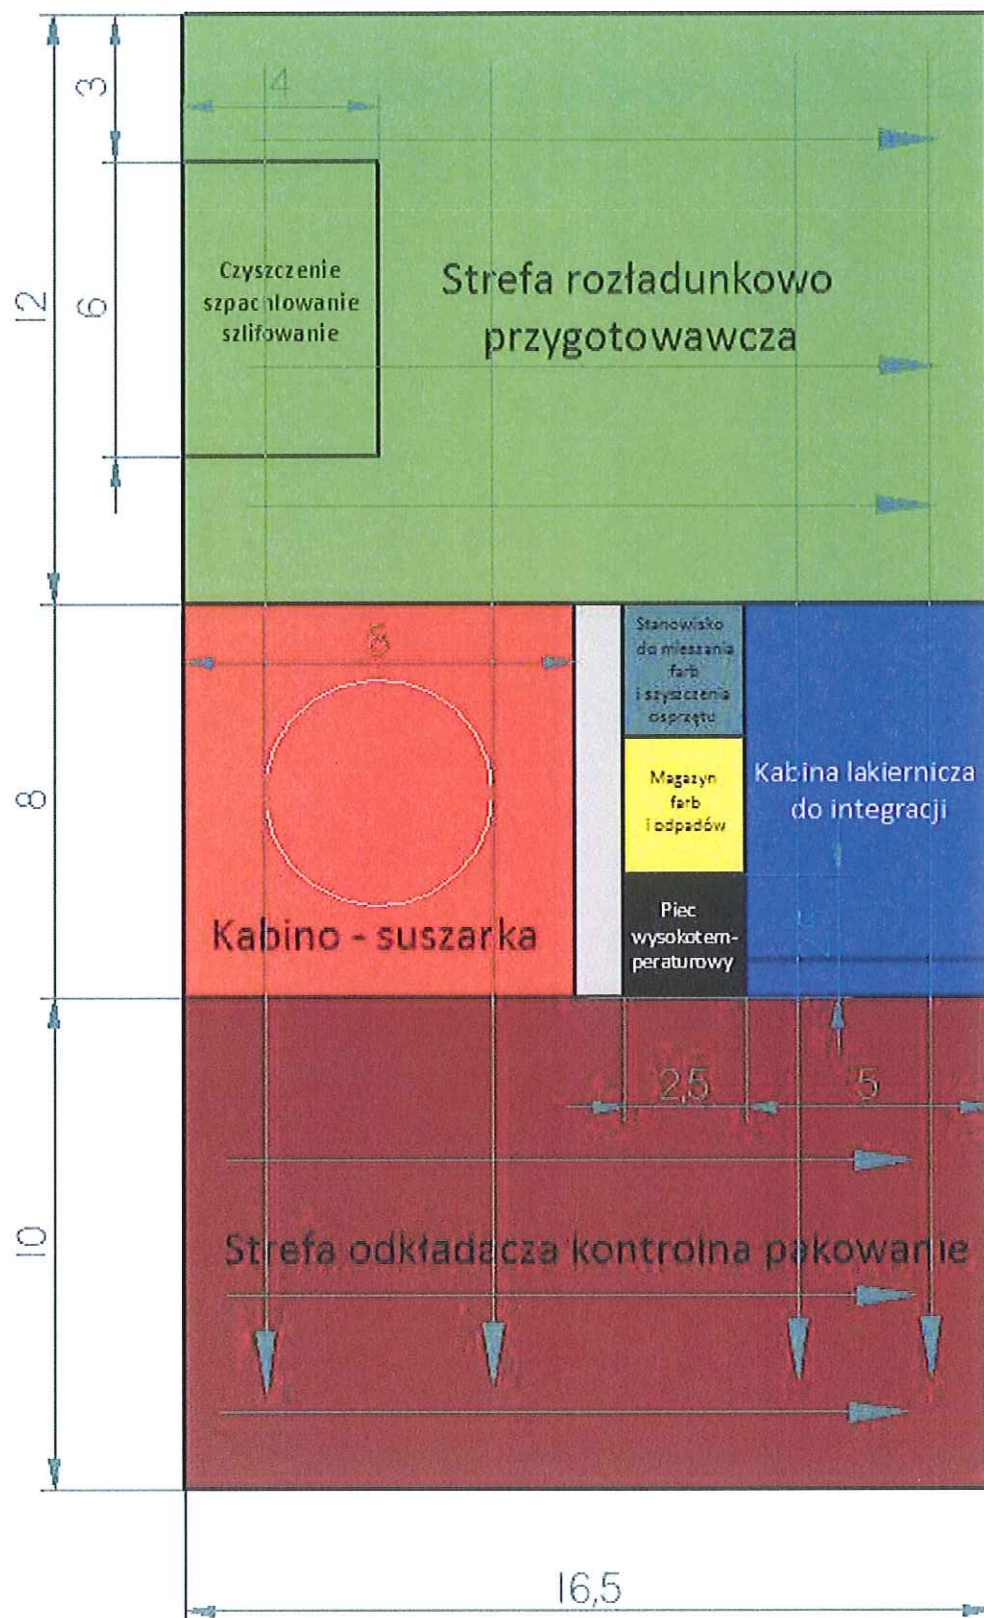 3
4
12
6
Czyszczenie
szpachlowanie
szlifowanie
Strefa rozładunkowo
przygotowawcza
8
8
Stanowisko
do mieszania
farb
i szyszczenia
osprzętu
Magazyn
farb
i odpadów
Kabina lakiernicza
do integracji
Kabino - suszarka
Piec
wysokotem-
peraturowy
2,5
5
10
Strefa odkładacza kontrolna pakowanie
16,5